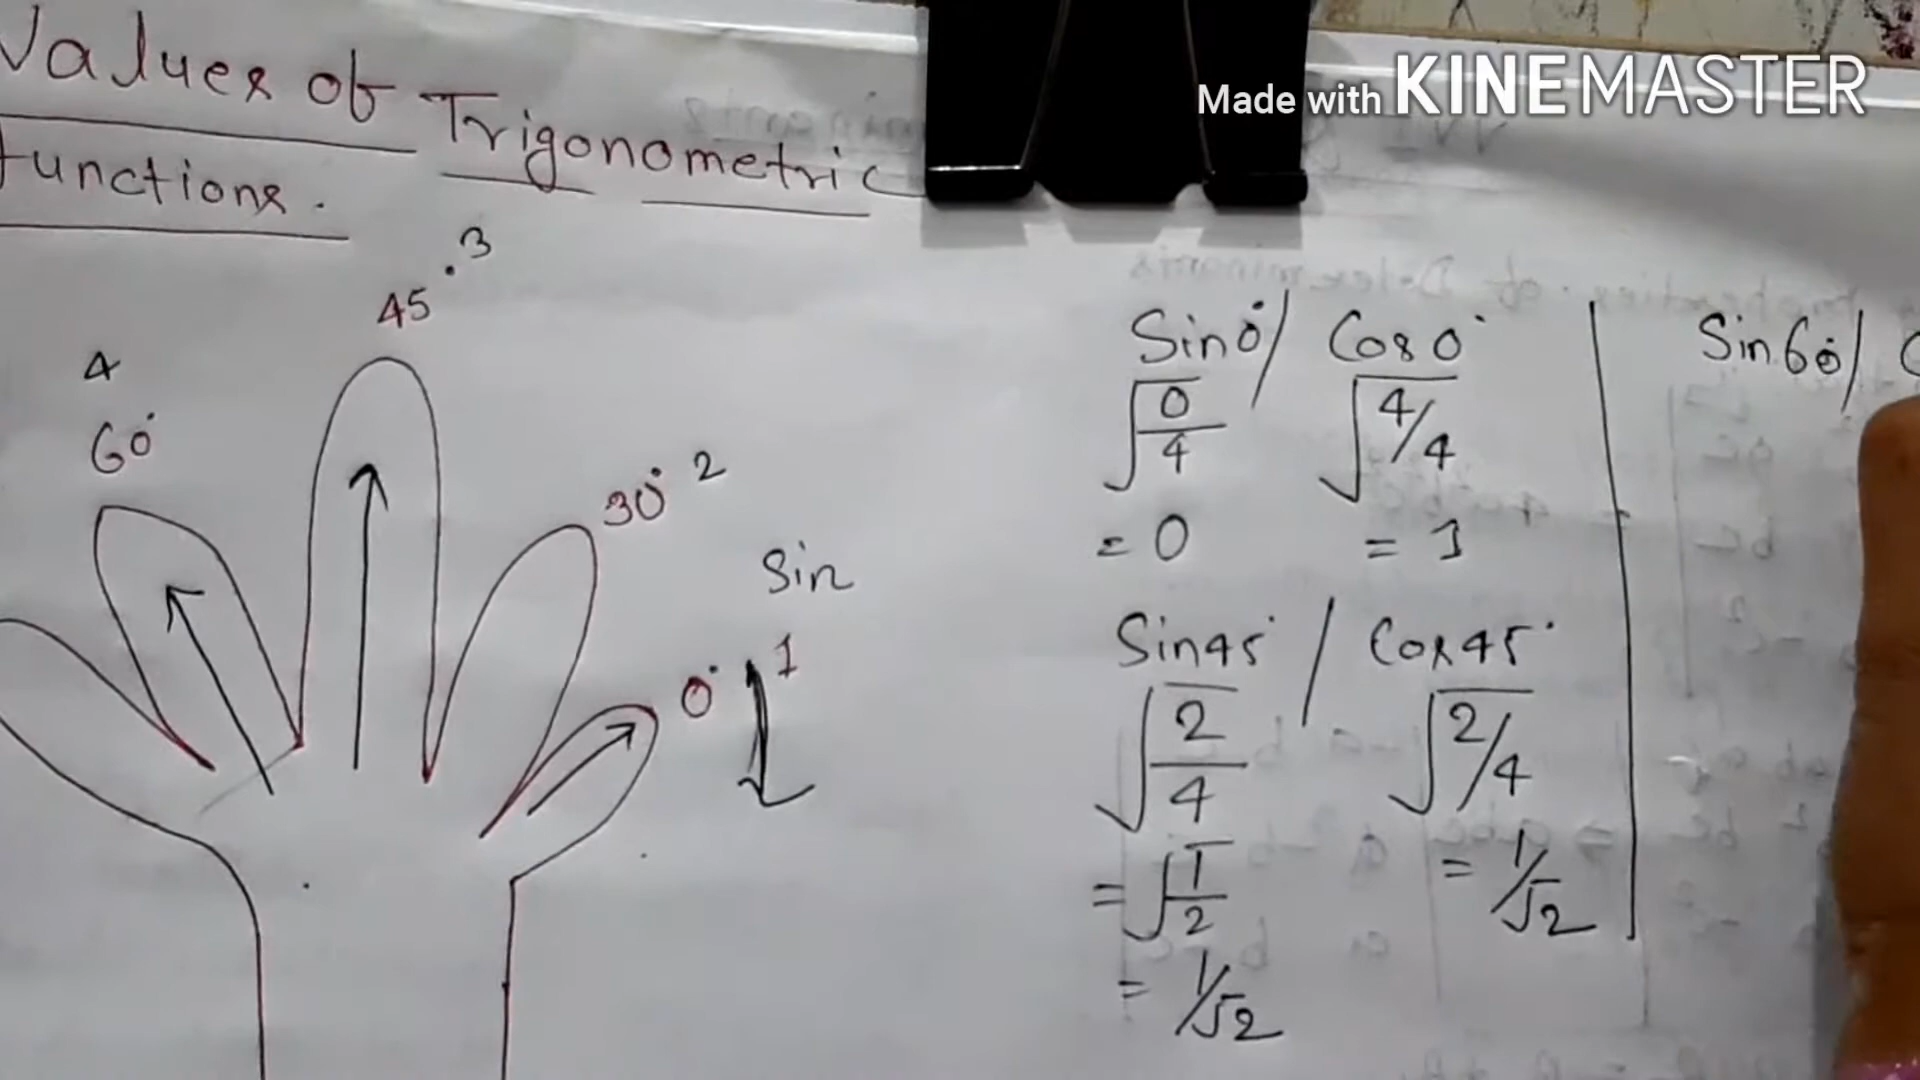 Made with KINEMASTER
Values of Trigonometric
functions.
45° 3
4
60°
30° 2
Sin
0° 1
Sin0° / Cos0°
√0/4 √4/4
= 0 = 1
Sin45° / Cos45°
√2/4 √2/4
= √1/2 = 1/√2
= 1/√2
Sin60° /